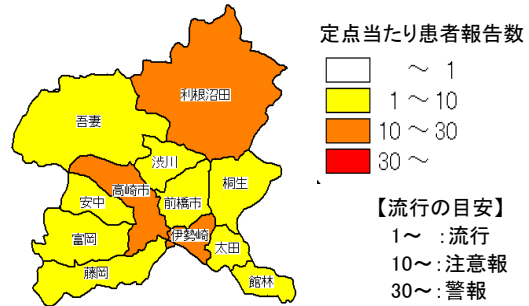 定点当たり患者報告数
～ 1
1 ～ 10
10 ～ 30
30 ～
利根沼田
吾妻
渋川
桐生
高崎市
安中
前橋市
伊勢崎
富岡
太田
藤岡
館林
【流行の目安】
1～ ：流行
10～ ：注意報
30～ ：警報